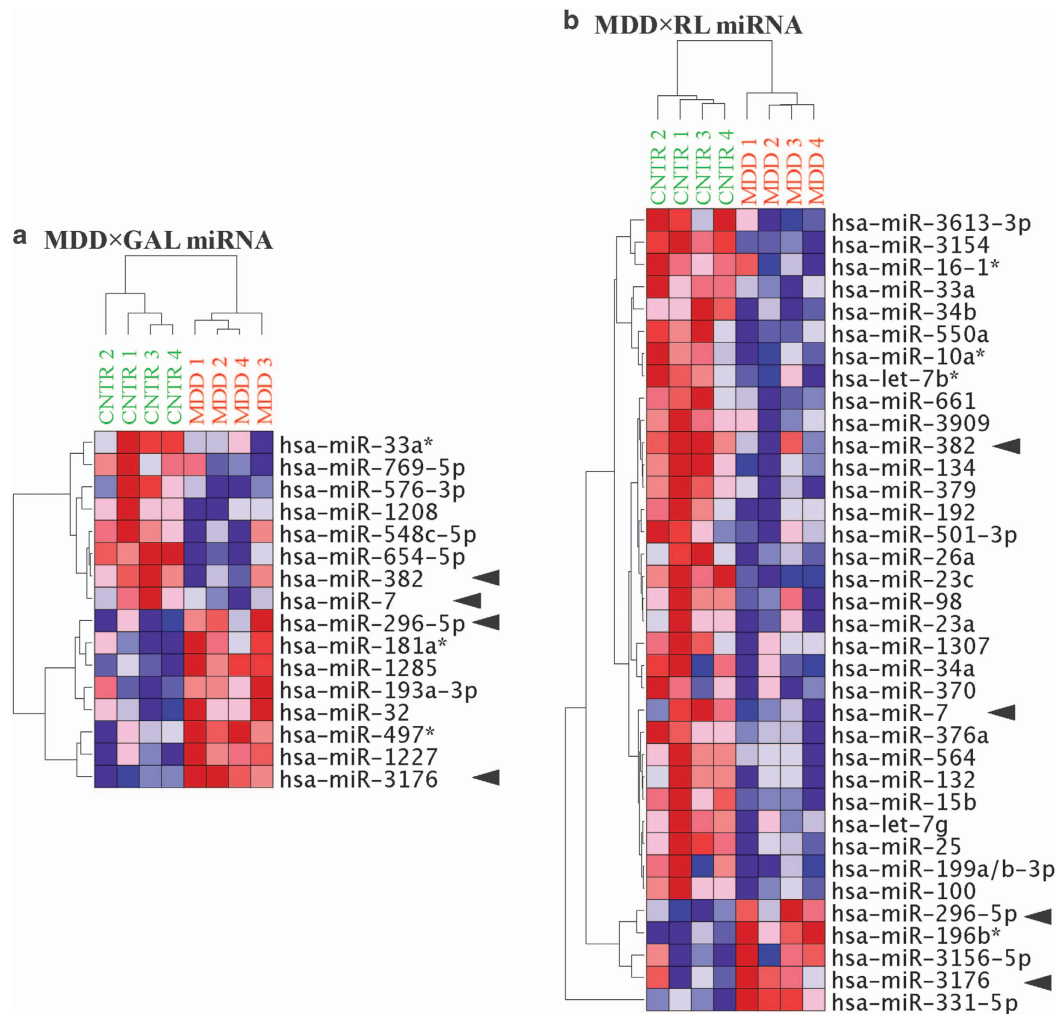 a MDD×GAL miRNA
CNTR 2
CNTR 1
CNTR 3
CNTR 4
MDD 1
MDD 2
MDD 4
MDD 3
hsa-miR-33a*
hsa-miR-769-5p
hsa-miR-576-3p
hsa-miR-1208
hsa-miR-548c-5p
hsa-miR-654-5p
hsa-miR-382
hsa-miR-7
hsa-miR-296-5p
hsa-miR-181a*
hsa-miR-1285
hsa-miR-193a-3p
hsa-miR-32
hsa-miR-497*
hsa-miR-1227
hsa-miR-3176
b MDD×RL miRNA
CNTR 2
CNTR 1
CNTR 3
CNTR 4
MDD 1
MDD 2
MDD 3
MDD 4
hsa-miR-3613-3p
hsa-miR-3154
hsa-miR-16-1*
hsa-miR-33a
hsa-miR-34b
hsa-miR-550a
hsa-miR-10a*
hsa-let-7b*
hsa-miR-661
hsa-miR-3909
hsa-miR-382
hsa-miR-134
hsa-miR-379
hsa-miR-192
hsa-miR-501-3p
hsa-miR-26a
hsa-miR-23c
hsa-miR-98
hsa-miR-23a
hsa-miR-1307
hsa-miR-34a
hsa-miR-370
hsa-miR-7
hsa-miR-376a
hsa-miR-564
hsa-miR-132
hsa-miR-15b
hsa-let-7g
hsa-miR-25
hsa-miR-199a/b-3p
hsa-miR-100
hsa-miR-296-5p
hsa-miR-196b*
hsa-miR-3156-5p
hsa-miR-3176
hsa-miR-331-5p